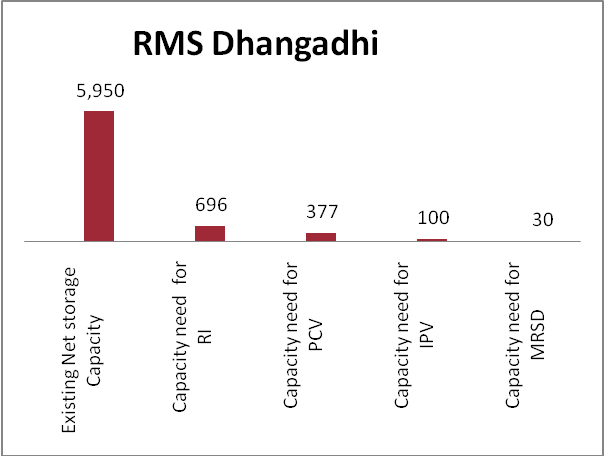 RMS Dhangadhi
5,950
696
377
100
30
Existing Net storage
Capacity
Capacity need for
RI
Capacity need for
PCV
Capacity need for
IPV
Capacity need for
MRSD